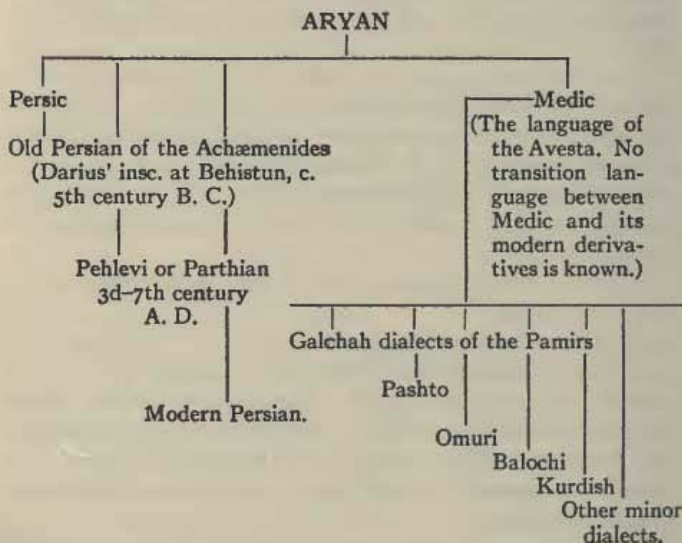 ARYAN
Persic
Old Persian of the Achæmenides
(Darius' insc. at Behistun, c.
5th century B. C.)
Pehlevi or Parthian
3d–7th century
A. D.
Modern Persian.
Medic
(The language of
the Avesta. No
transition lan-
guage between
Medic and its
modern deriva-
tives is known.)
Galchah dialects of the Pamirs
Pashto
Omuri
Balochi
Kurdish
Other minor
dialects.